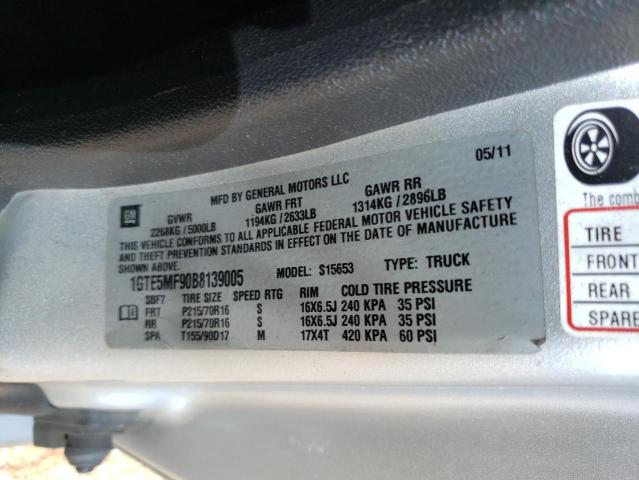 05/11
MFD BY GENERAL MOTORS LLC
GM
GVWR GAWR FRT GAWR RR
2268KG / 5000LB 1194KG / 2633LB 1314KG / 2896LB
THIS VEHICLE CONFORMS TO ALL APPLICABLE FEDERAL MOTOR VEHICLE SAFETY
AND THEFT PREVENTION STANDARDS IN EFFECT ON THE DATE OF MANUFACTURE
SHOWN ABOVE.
1GTE5MF90B8139005 MODEL: S15653 TYPE: TRUCK
SBF7 TIRE SIZE SPEED RTG RIM COLD TIRE PRESSURE
FRT P215/70R16 S 16X6.5J 240 KPA 35 PSI
RR P215/70R16 S 16X6.5J 240 KPA 35 PSI
SPA T155/90D17 M 17X4T 420 KPA 60 PSI
The comb
TIRE
FRONT
REAR
SPARE